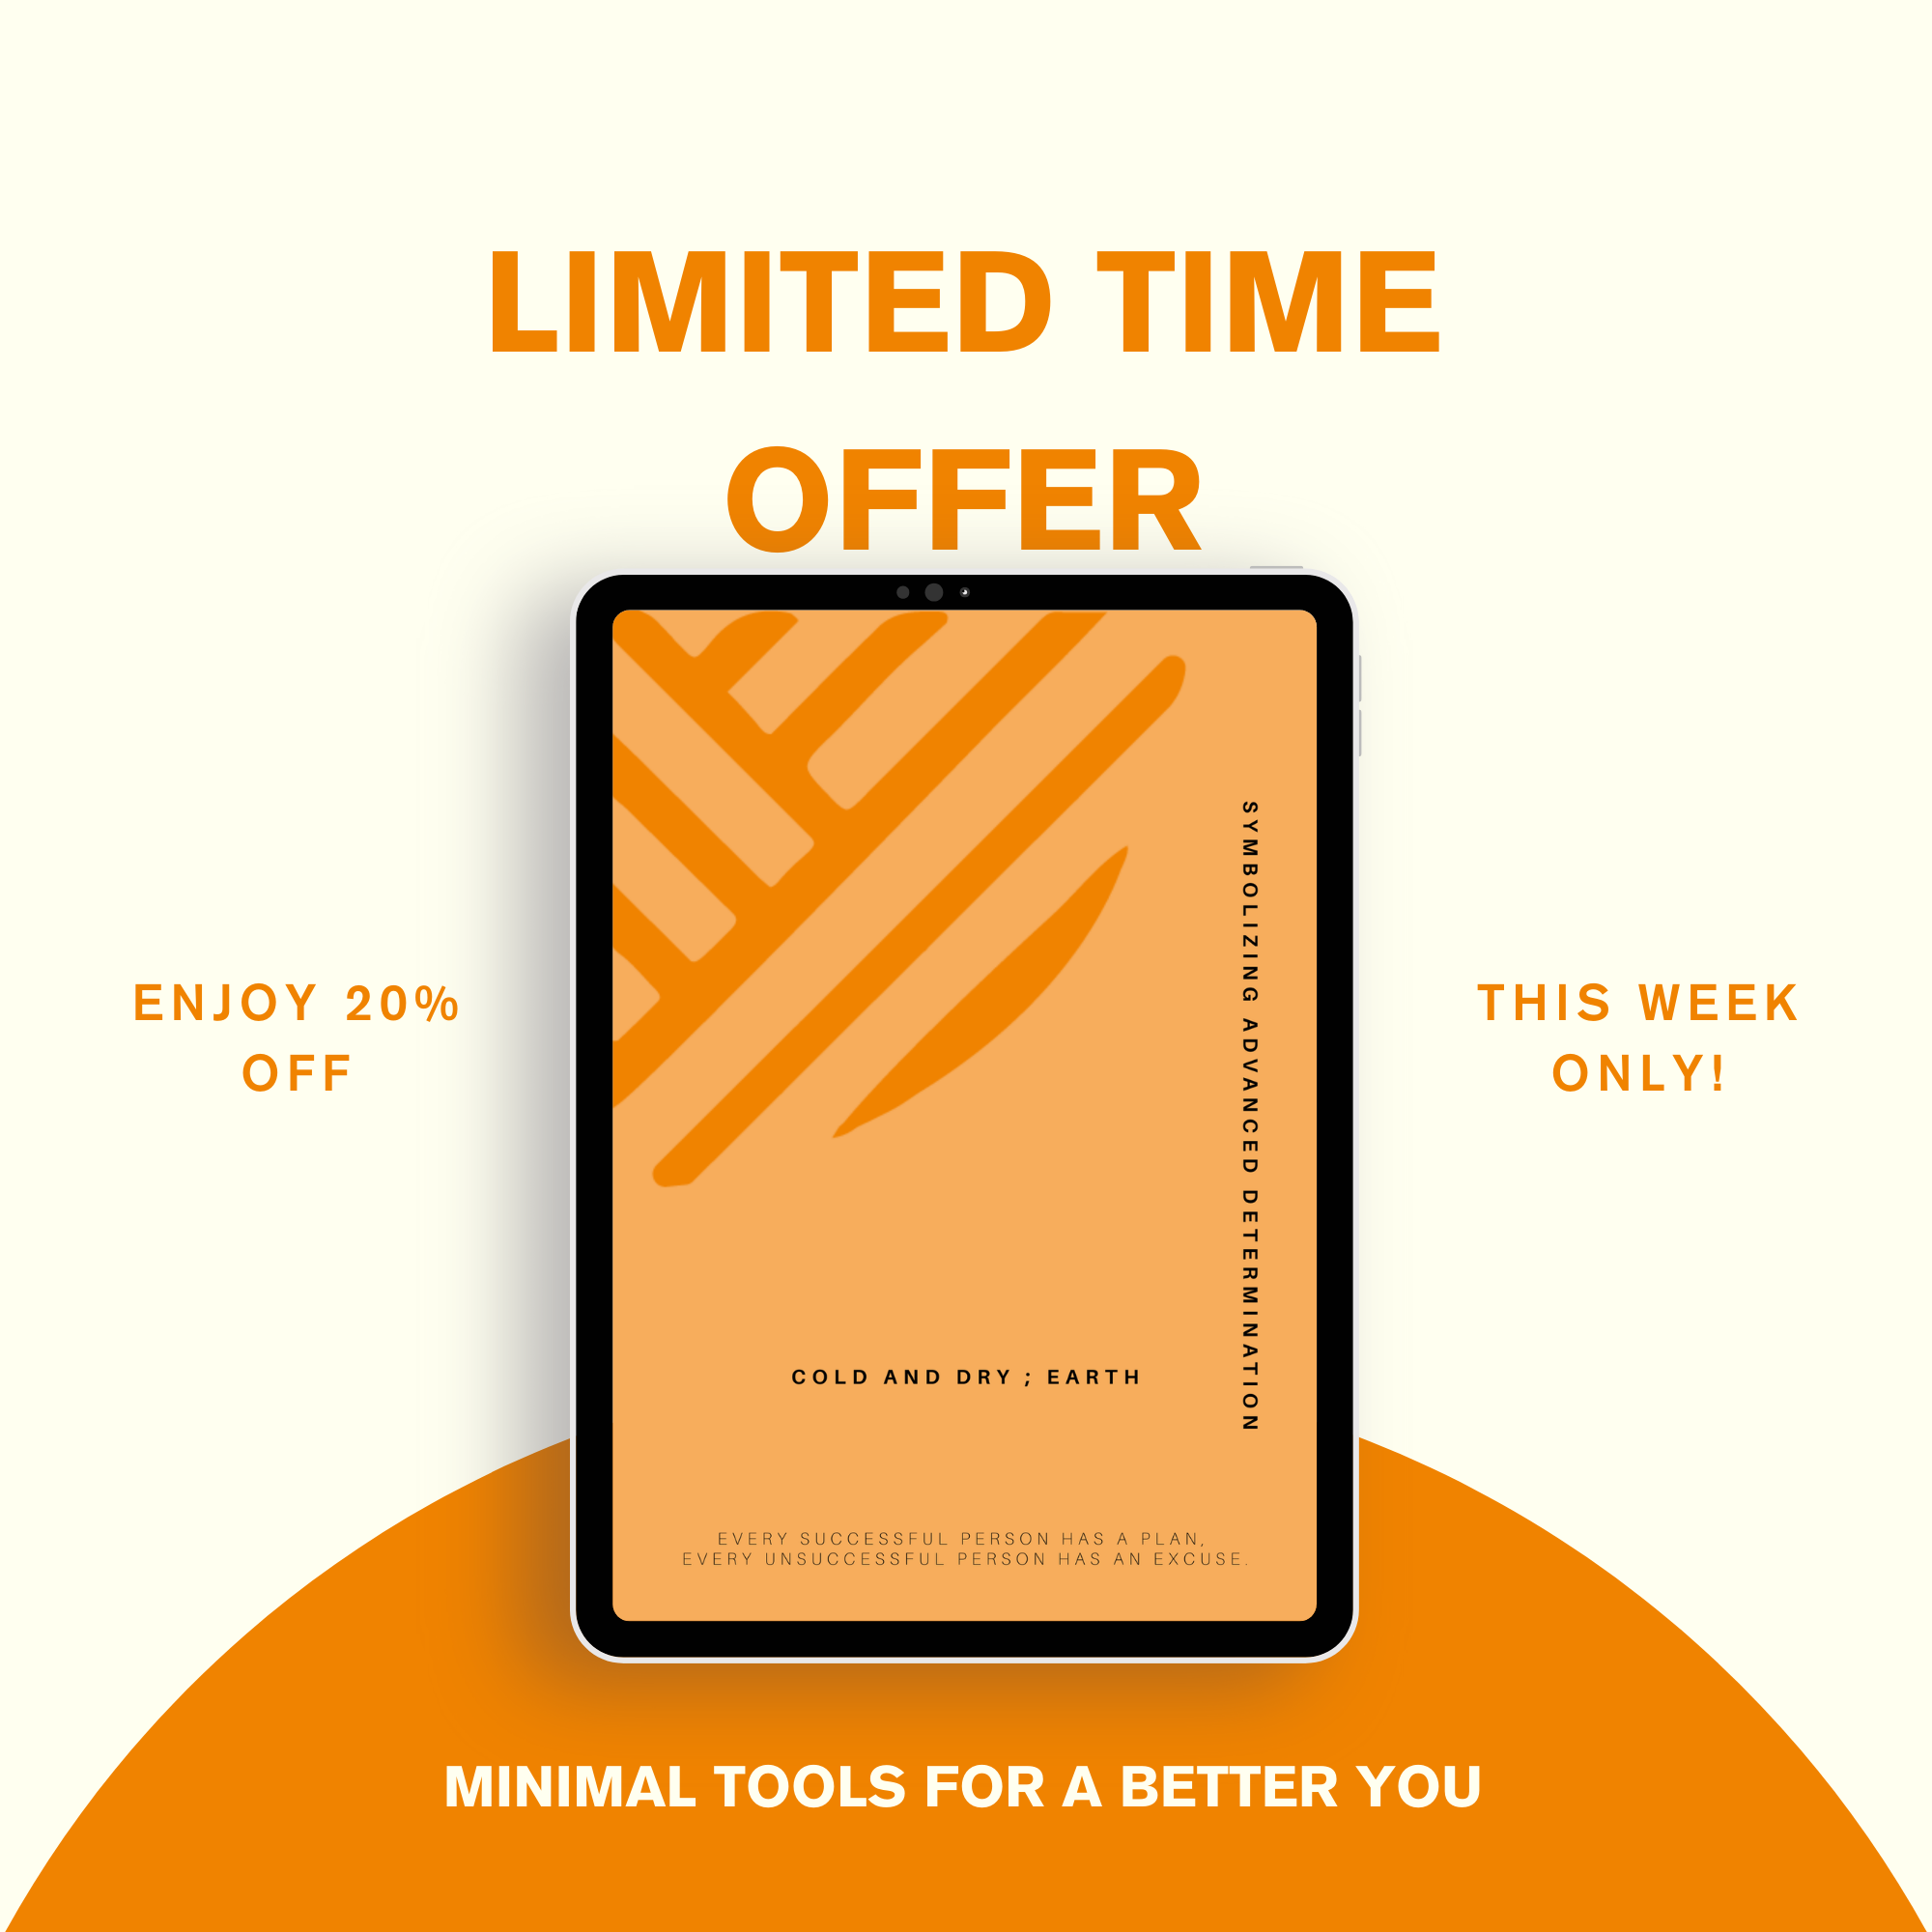 LIMITED TIME
OFFER
ENJOY 20%
OFF
THIS WEEK
ONLY!
SYMBOLIZING ADVANCED DETERMINATION
COLD AND DRY ; EARTH
EVERY SUCCESSFUL PERSON HAS A PLAN,
EVERY UNSUCCESSFUL PERSON HAS AN EXCUSE.
MINIMAL TOOLS FOR A BETTER YOU